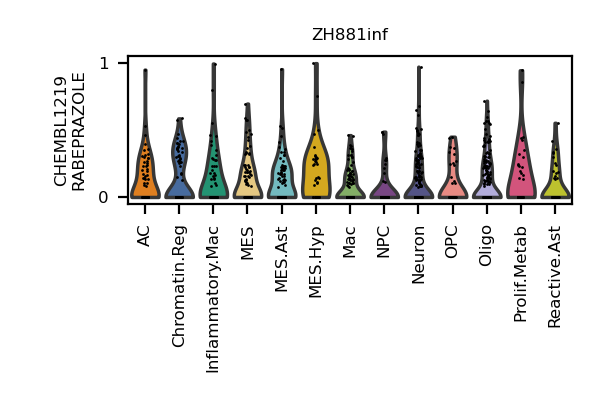 ZH881inf
CHEMBL1219
RABEPRAZOLE
1
0
AC
Chromatin.Reg
Inflammatory.Mac
MES
MES.Ast
MES.Hyp
Mac
NPC
Neuron
OPC
Oligo
Prolif.Metab
Reactive.Ast